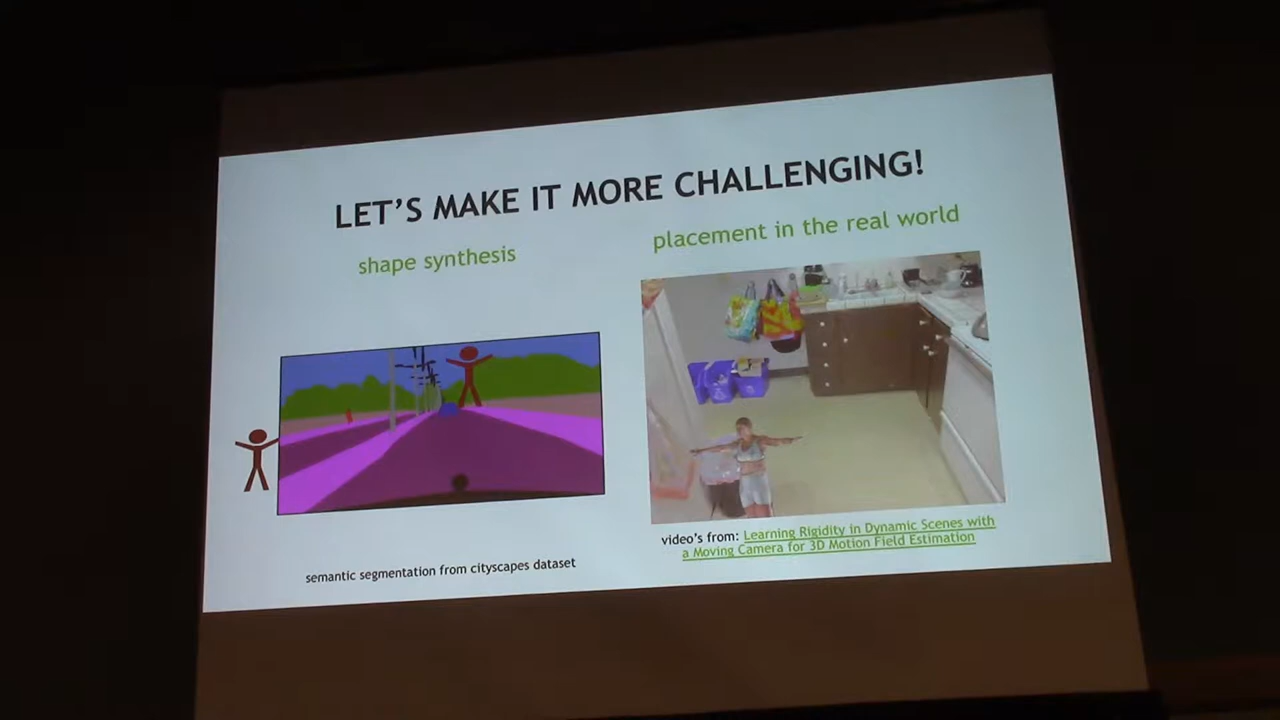 LET'S MAKE IT MORE CHALLENGING!
shape synthesis
placement in the real world
semantic segmentation from cityscapes dataset
video's from: Learning Rigidity in Dynamic Scenes with
a Moving Camera for 3D Motion Field Estimation